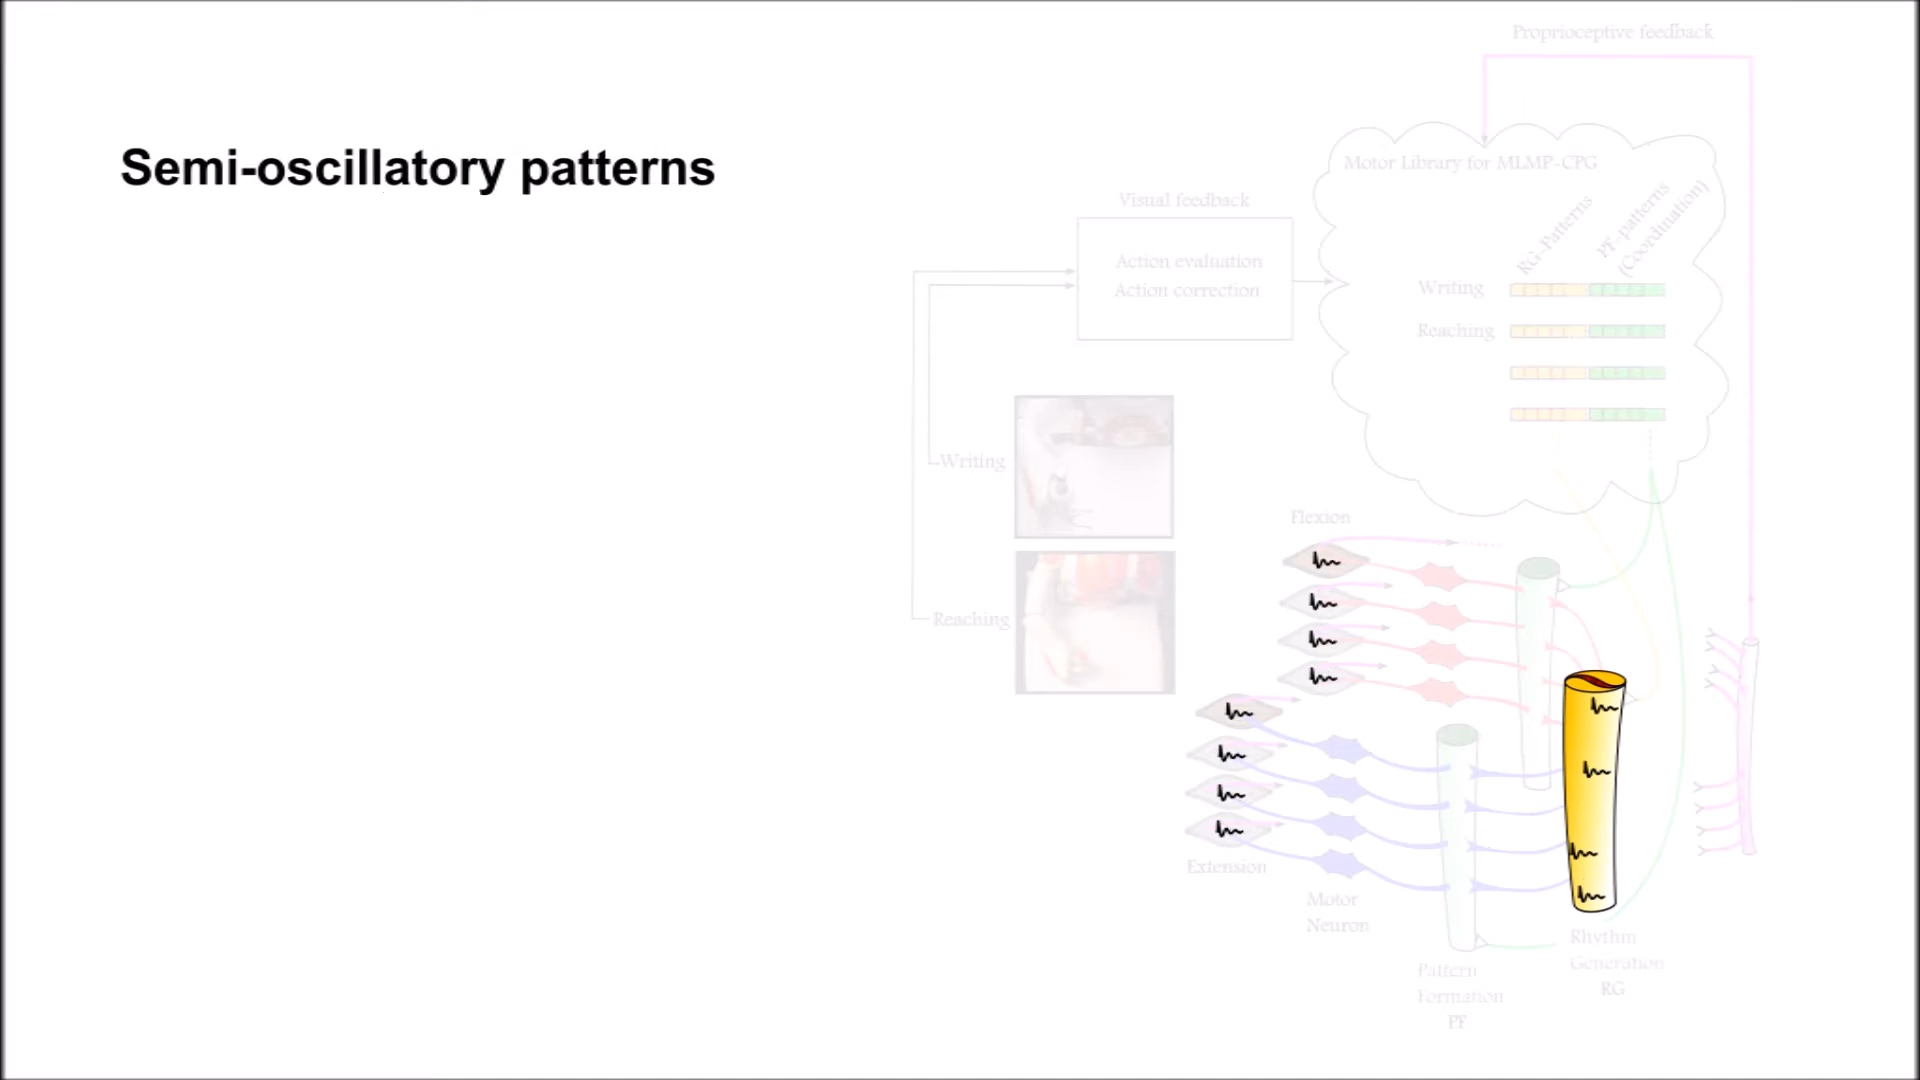 Semi-oscillatory patterns
Proprioceptive feedback
Motor Library for MLMP-CPG
RG-Patterns
PF-patterns
(Coordination)
Visual feedback
Action evaluation
Action correction
Writing
Reaching
Writing
Reaching
Flexion
Extension
Motor
Neuron
Pattern
Formation
PF
Rhythm
Generation
RG